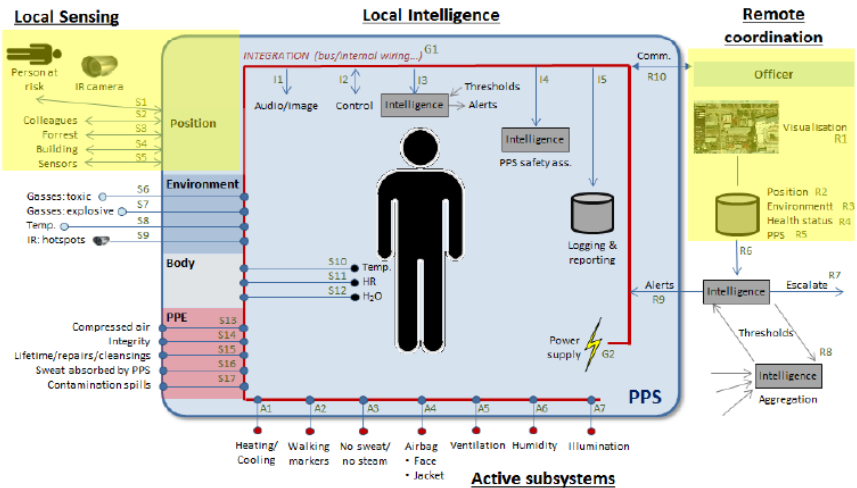 Local Sensing
Local Intelligence
Remote
coordination
Person at
risk
IR camera
S1
Colleagues
S2
Forrest
S3
Building
S4
Sensors
S5
Position
Gasses: toxic
S6
Gasses: explosive
S7
Temp.
S8
IR: hotspots
S9
Environment
Body
S10
Temp.
S11
HR
S12
H2O
PPE
Compressed air
S13
Integrity
S14
Lifetime/repairs/cleansings
S15
Sweat absorbed by PPS
S16
Contamination spills
S17
INTEGRATION (bus/internal wiring...)
G1
I1
Audio/image
I2
Control
I3
Intelligence
Thresholds
Alerts
I4
Intelligence
PPS safety ass.
I5
Logging &
reporting
Power
supply
G2
PPS
Comm.
R10
Officer
Visualisation
R1
Position R2
Environmentt R3
Health status R4
PPS R5
R6
Alerts
R9
Intelligence
Escalate
R7
Thresholds
R8
Intelligence
Aggregation
A1
A2
A3
A4
A5
A6
A7
Heating/
Cooling
Walking
markers
No sweat/
no steam
Airbag
• Face
• Jacket
Ventilation
Humidity
Illumination
Active subsystems